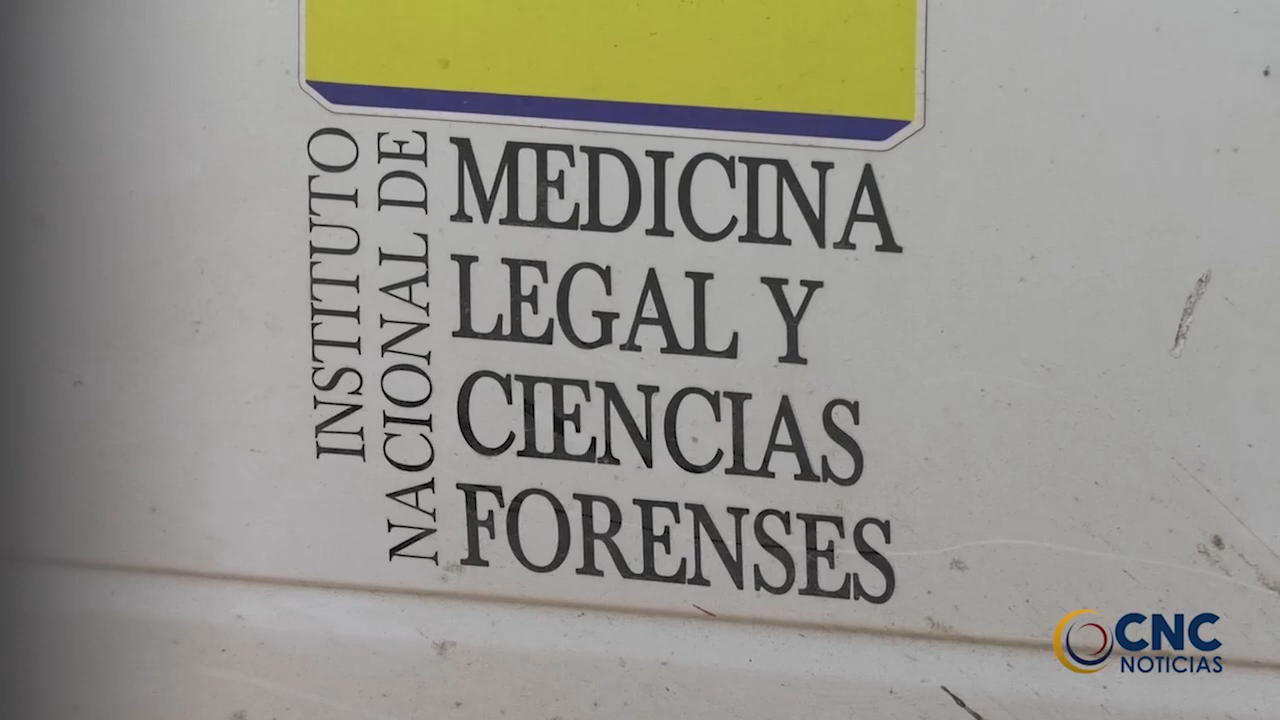 INSTITUTO
NACIONAL DE
MEDICINA
LEGAL Y
CIENCIAS
FORENSES
CNC
NOTICIAS